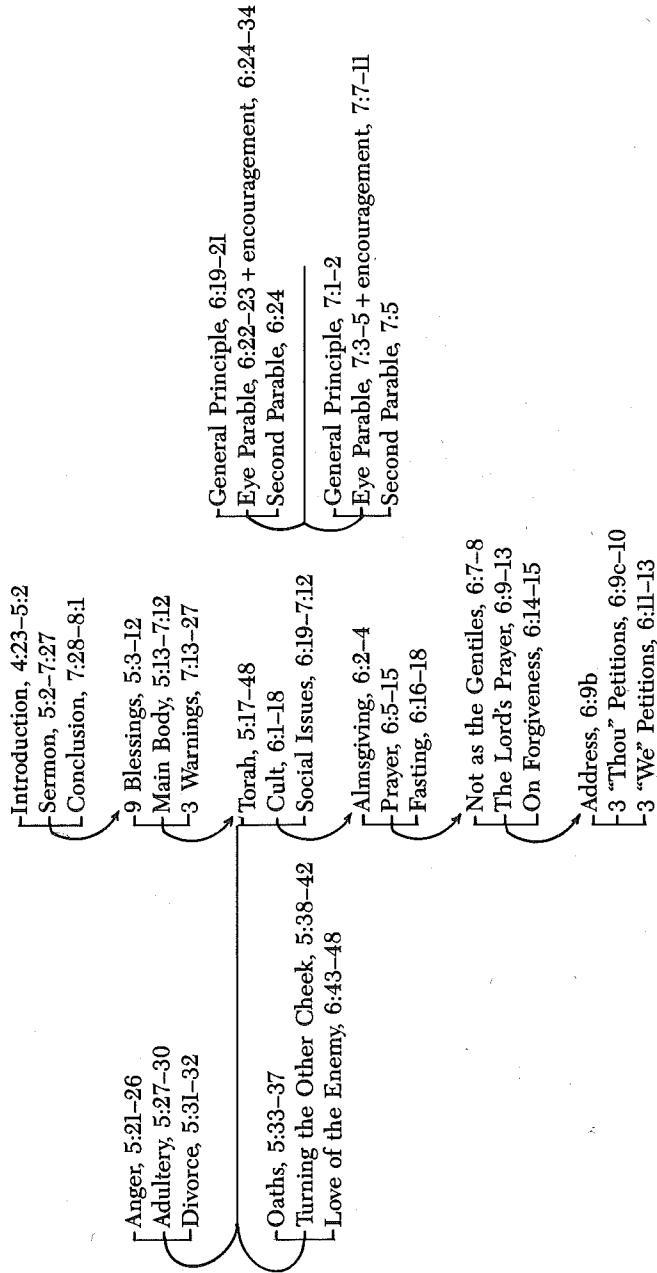 Introduction, 4:23–5:2
Sermon, 5:2–7:27
Conclusion, 7:28–8:1
9 Blessings, 5:3–12
Main Body, 5:13–7:12
3 Warnings, 7:13–27
Torah, 5:17–48
Cult, 6:1–18
Social Issues, 6:19–7:12
Almsgiving, 6:2–4
Prayer, 6:5–15
Fasting, 6:16–18
Not as the Gentiles, 6:7–8
The Lord's Prayer, 6:9–13
On Forgiveness, 6:14–15
Address, 6:9b
3 “Thou” Petitions, 6:9c–10
3 “We” Petitions, 6:11–13
Anger, 5:21–26
Adultery, 5:27–30
Divorce, 5:31–32
Oaths, 5:33–37
Turning the Other Cheek, 5:38–42
Love of the Enemy, 6:43–48
General Principle, 6:19–21
Eye Parable, 6:22–23 + encouragement, 6:24–34
Second Parable, 6:24
General Principle, 7:1–2
Eye Parable, 7:3–5 + encouragement, 7:7–11
Second Parable, 7:5